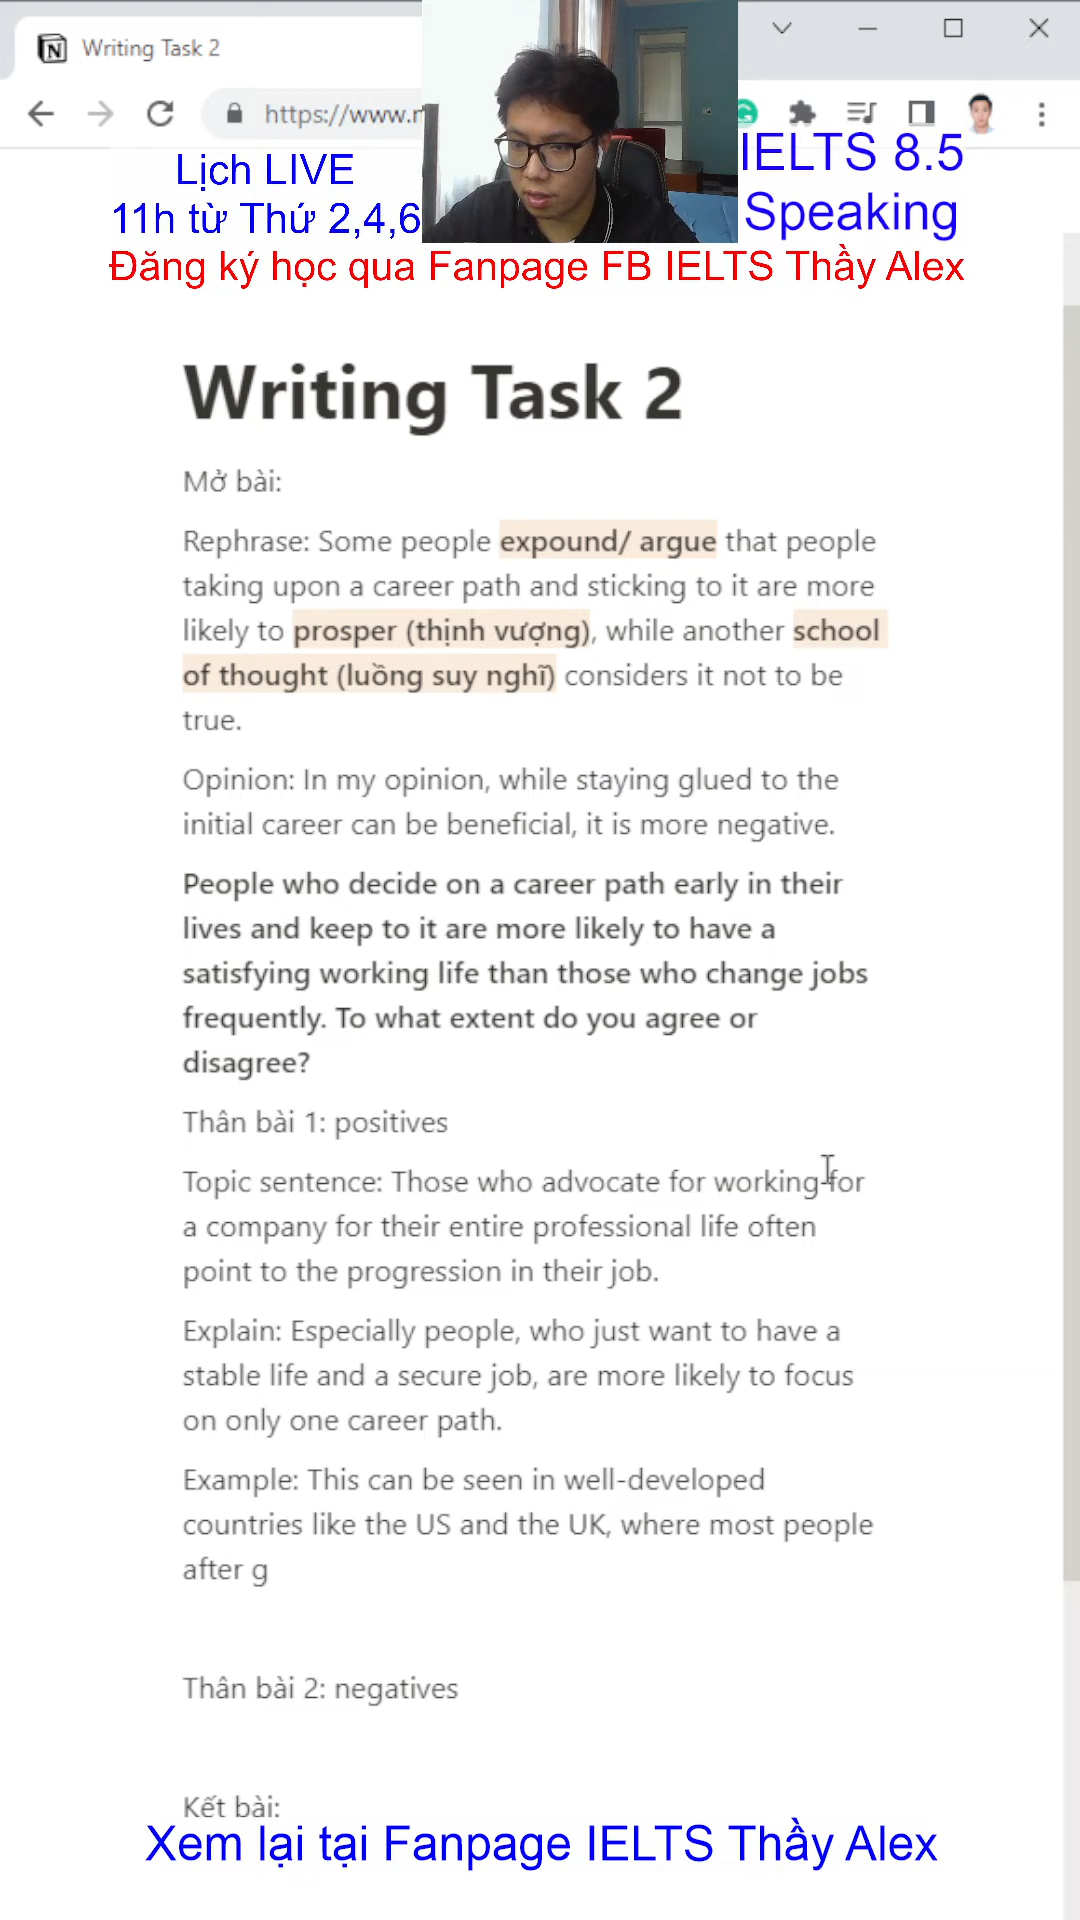 Writing Task 2
https://www.n
Lịch LIVE
11h từ Thứ 2,4,6
IELTS 8.5
Speaking
Đăng ký học qua Fanpage FB IELTS Thầy Alex
Writing Task 2
Mở bài:
Rephrase: Some people expound/ argue that people
taking upon a career path and sticking to it are more
likely to prosper (thịnh vượng), while another school
of thought (luồng suy nghĩ) considers it not to be
true.
Opinion: In my opinion, while staying glued to the
initial career can be beneficial, it is more negative.
People who decide on a career path early in their
lives and keep to it are more likely to have a
satisfying working life than those who change jobs
frequently. To what extent do you agree or
disagree?
Thân bài 1: positives
Topic sentence: Those who advocate for working for
a company for their entire professional life often
point to the progression in their job.
Explain: Especially people, who just want to have a
stable life and a secure job, are more likely to focus
on only one career path.
Example: This can be seen in well-developed
countries like the US and the UK, where most people
after g
Thân bài 2: negatives
Kết bài:
Xem lại tại Fanpage IELTS Thầy Alex